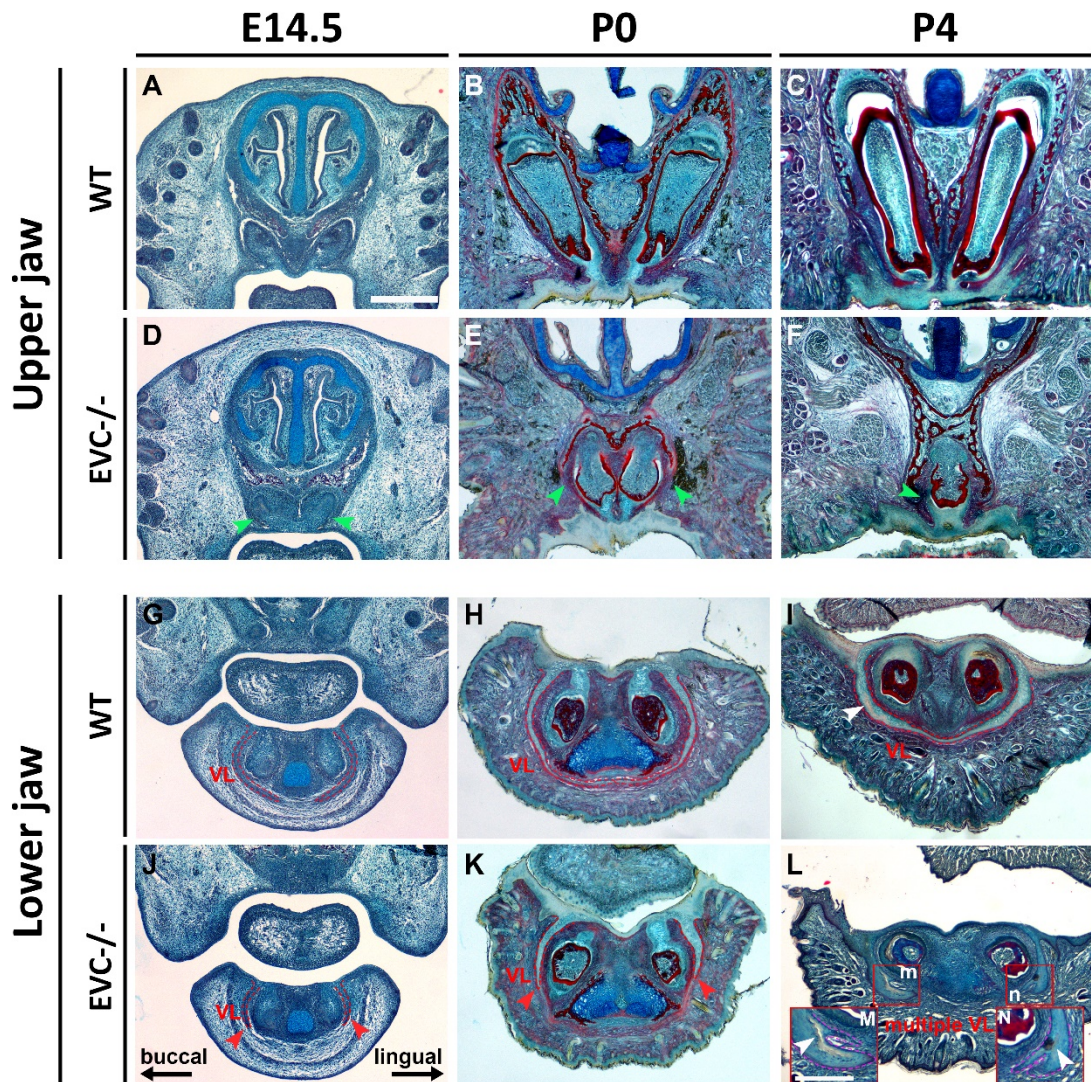 E14.5 P0 P4
Upper jaw
WT
A B C
EVC-/-
D E F
Lower jaw
WT
G H I
VL VL VL
EVC-/-
J K L
VL VL
m n
M N
multiple VL
buccal lingual